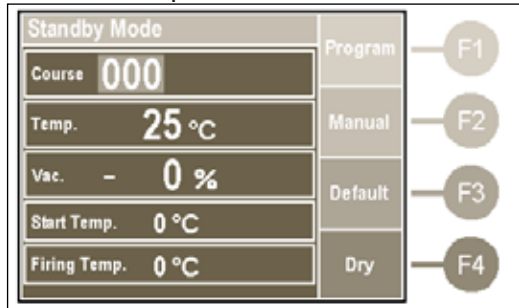 Standby Mode
Program F1
Course 000
Temp. 25 °C
Manual F2
Vac. - 0 %
Default F3
Start Temp. 0 °C
Firing Temp. 0 °C
Dry F4